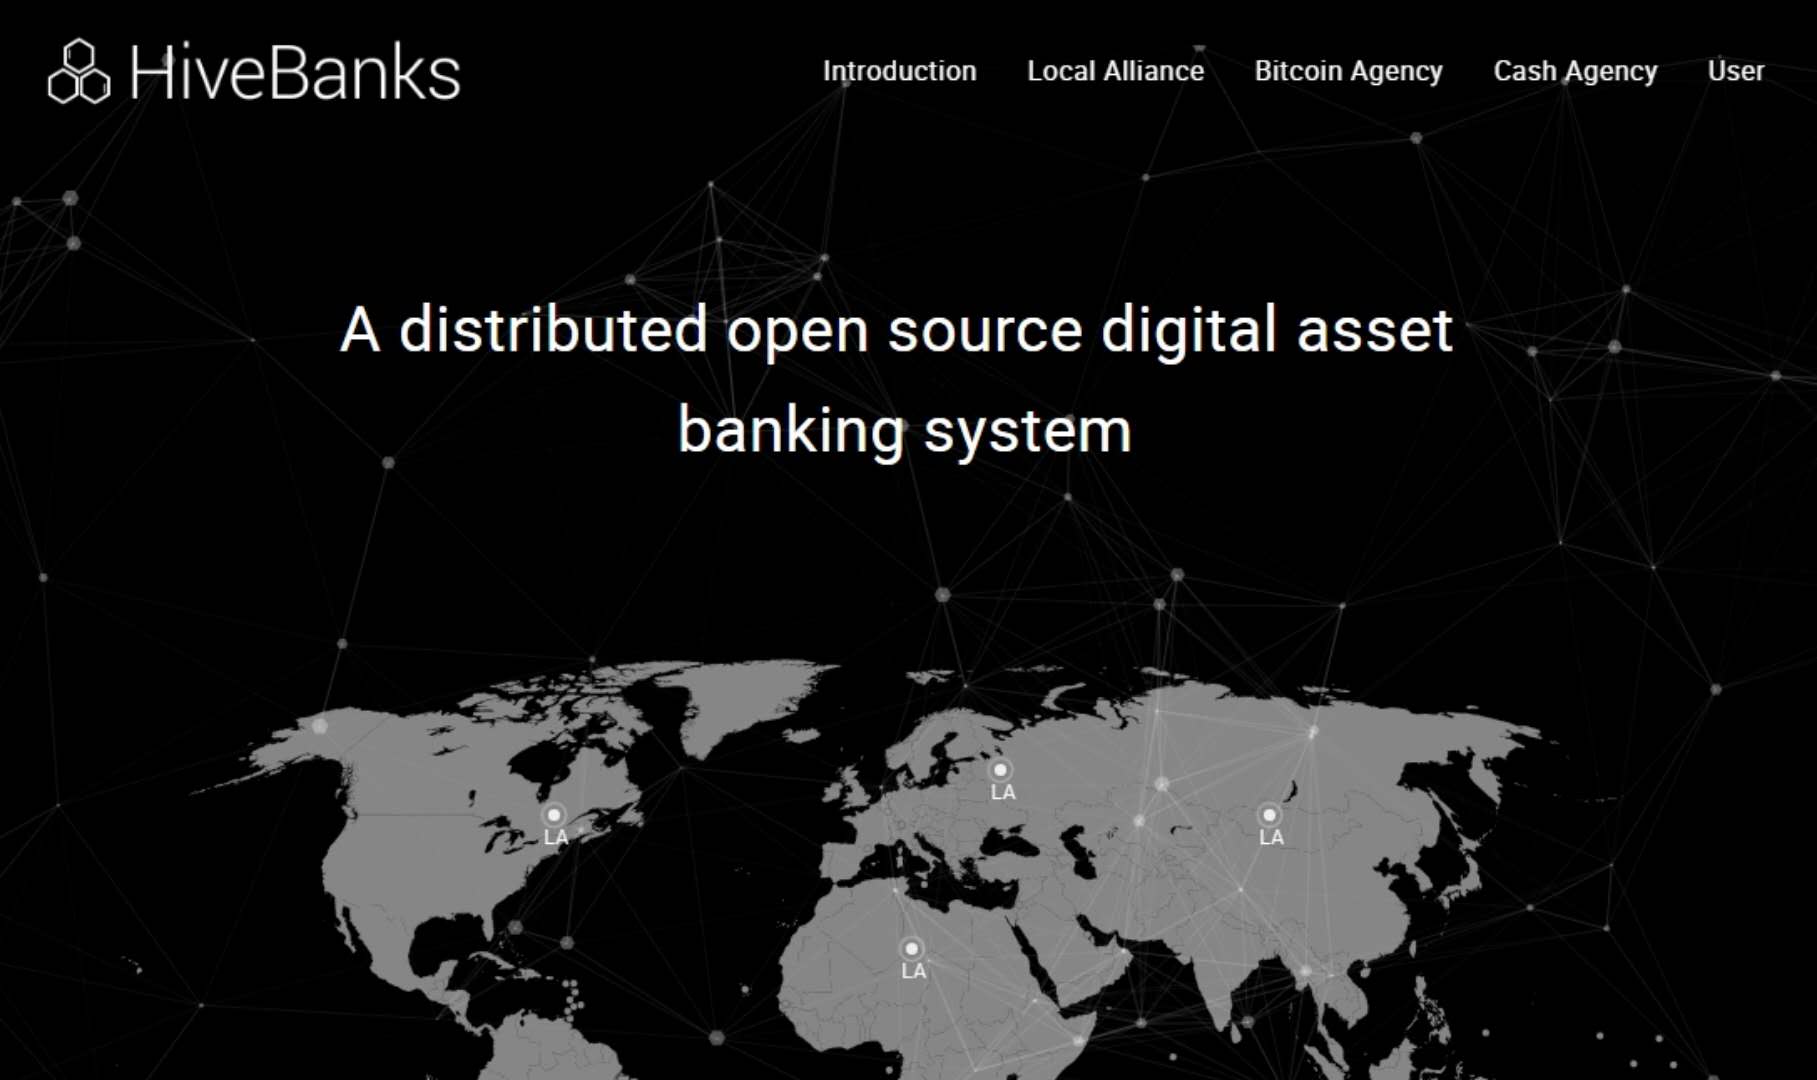 HiveBanks
Introduction
Local Alliance
Bitcoin Agency
Cash Agency
User
A distributed open source digital asset
banking system
LA
LA
LA
LA